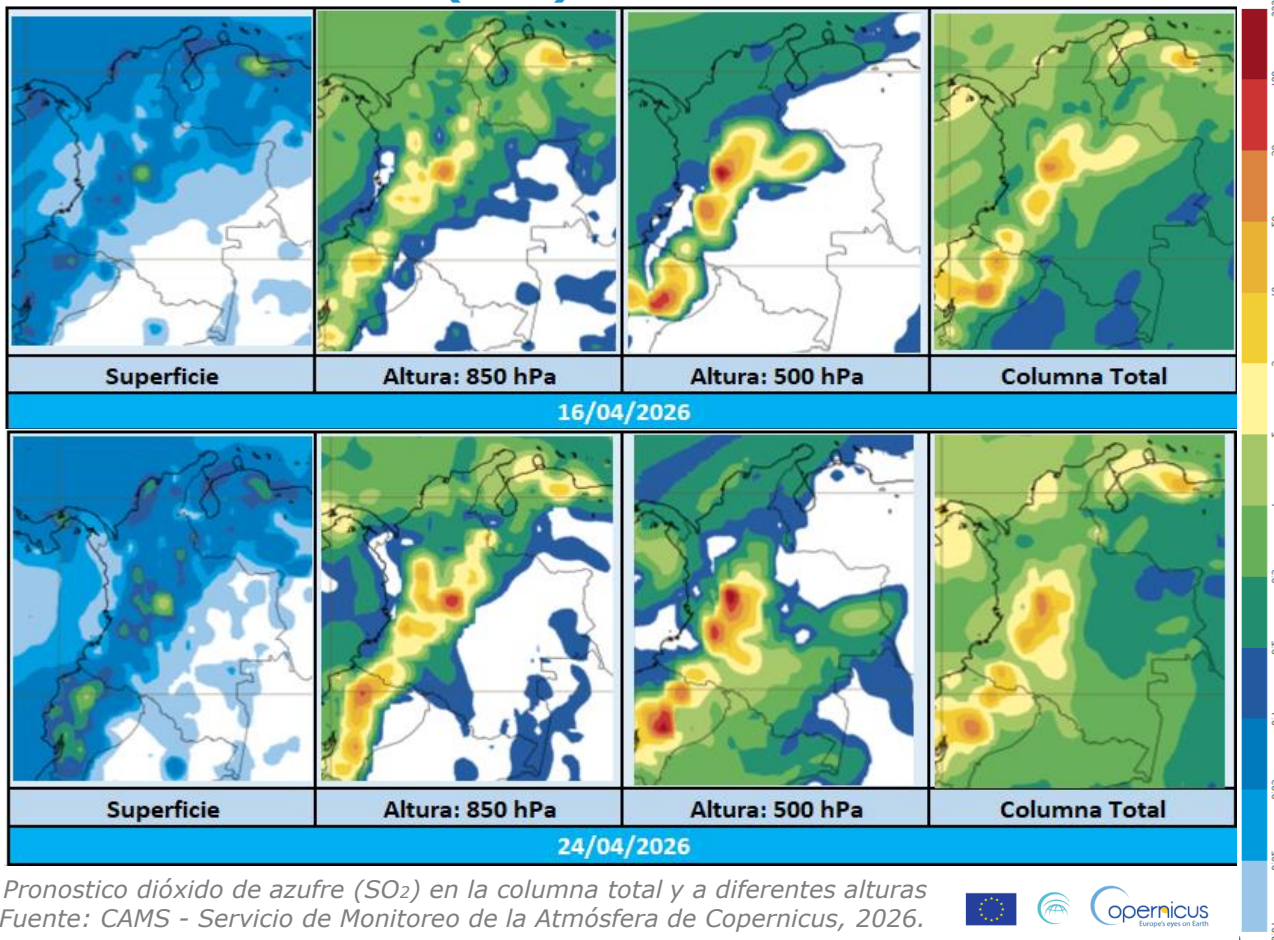 Superficie
Altura: 850 hPa
Altura: 500 hPa
Columna Total
16/04/2026
Superficie
Altura: 850 hPa
Altura: 500 hPa
Columna Total
24/04/2026
Pronostico dióxido de azufre (SO2) en la columna total y a diferentes alturas
Fuente: CAMS - Servicio de Monitoreo de la Atmósfera de Copernicus, 2026.
opernicus
Europe's eyes on Earth